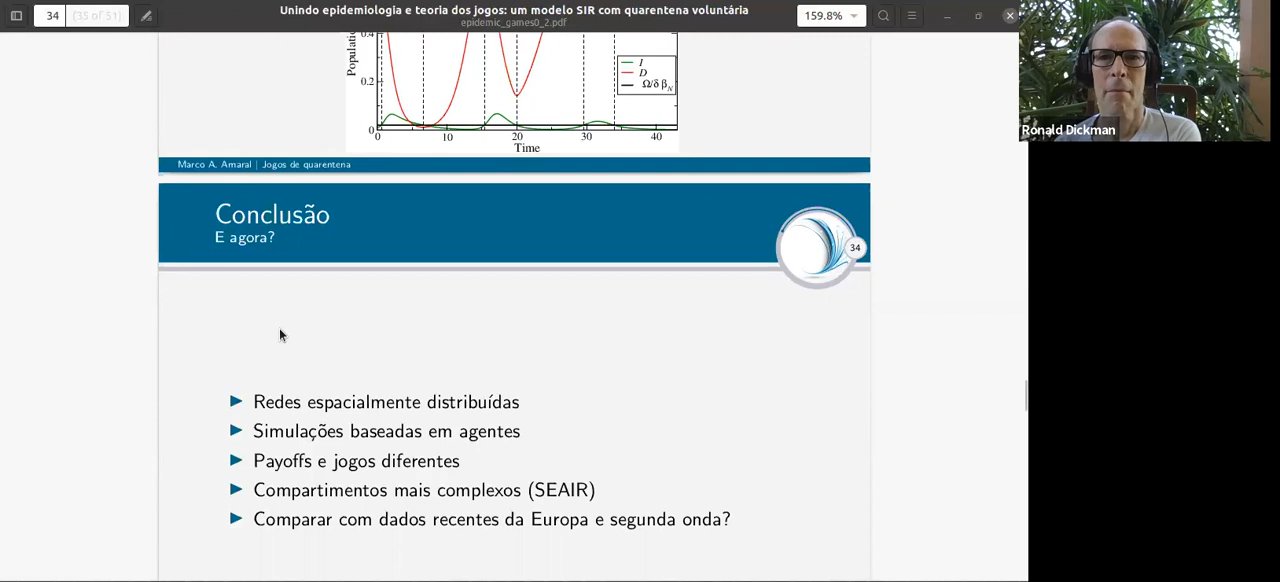 34 (35 of 51)
Unindo epidemiologia e teoria dos jogos: um modelo SIR com quarentena voluntária
epidemic_games0_2.pdf
159.8%
0.4
0.2
0
I
D
Ω/δ βN
0 10 20 30 40
Time
Marco A. Amaral | Jogos de quarentena
Ronald Dickman
Conclusão
E agora?
34
Redes espacialmente distribuídas
Simulações baseadas em agentes
Payoffs e jogos diferentes
Compartimentos mais complexos (SEAIR)
Comparar com dados recentes da Europa e segunda onda?